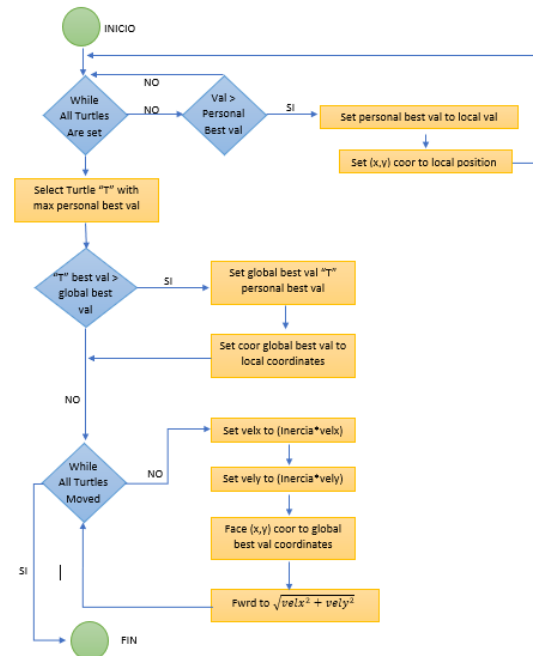 INICIO
NO
While
All Turtles
Are set
NO
Val >
Personal
Best val
SI
Set personal best val to local val
Set (x,y) coor to local position
Select Turtle “T” with
max personal best val
“T” best val >
global best
val
SI
Set global best val “T”
personal best val
Set coor global best val to
local coordinates
NO
While
All Turtles
Moved
NO
Set velx to (Inercia*velx)
Set vely to (Inercia*vely)
Face (x,y) coor to global
best val coordinates
Fwrd to √velx² + vely²
SI
FIN